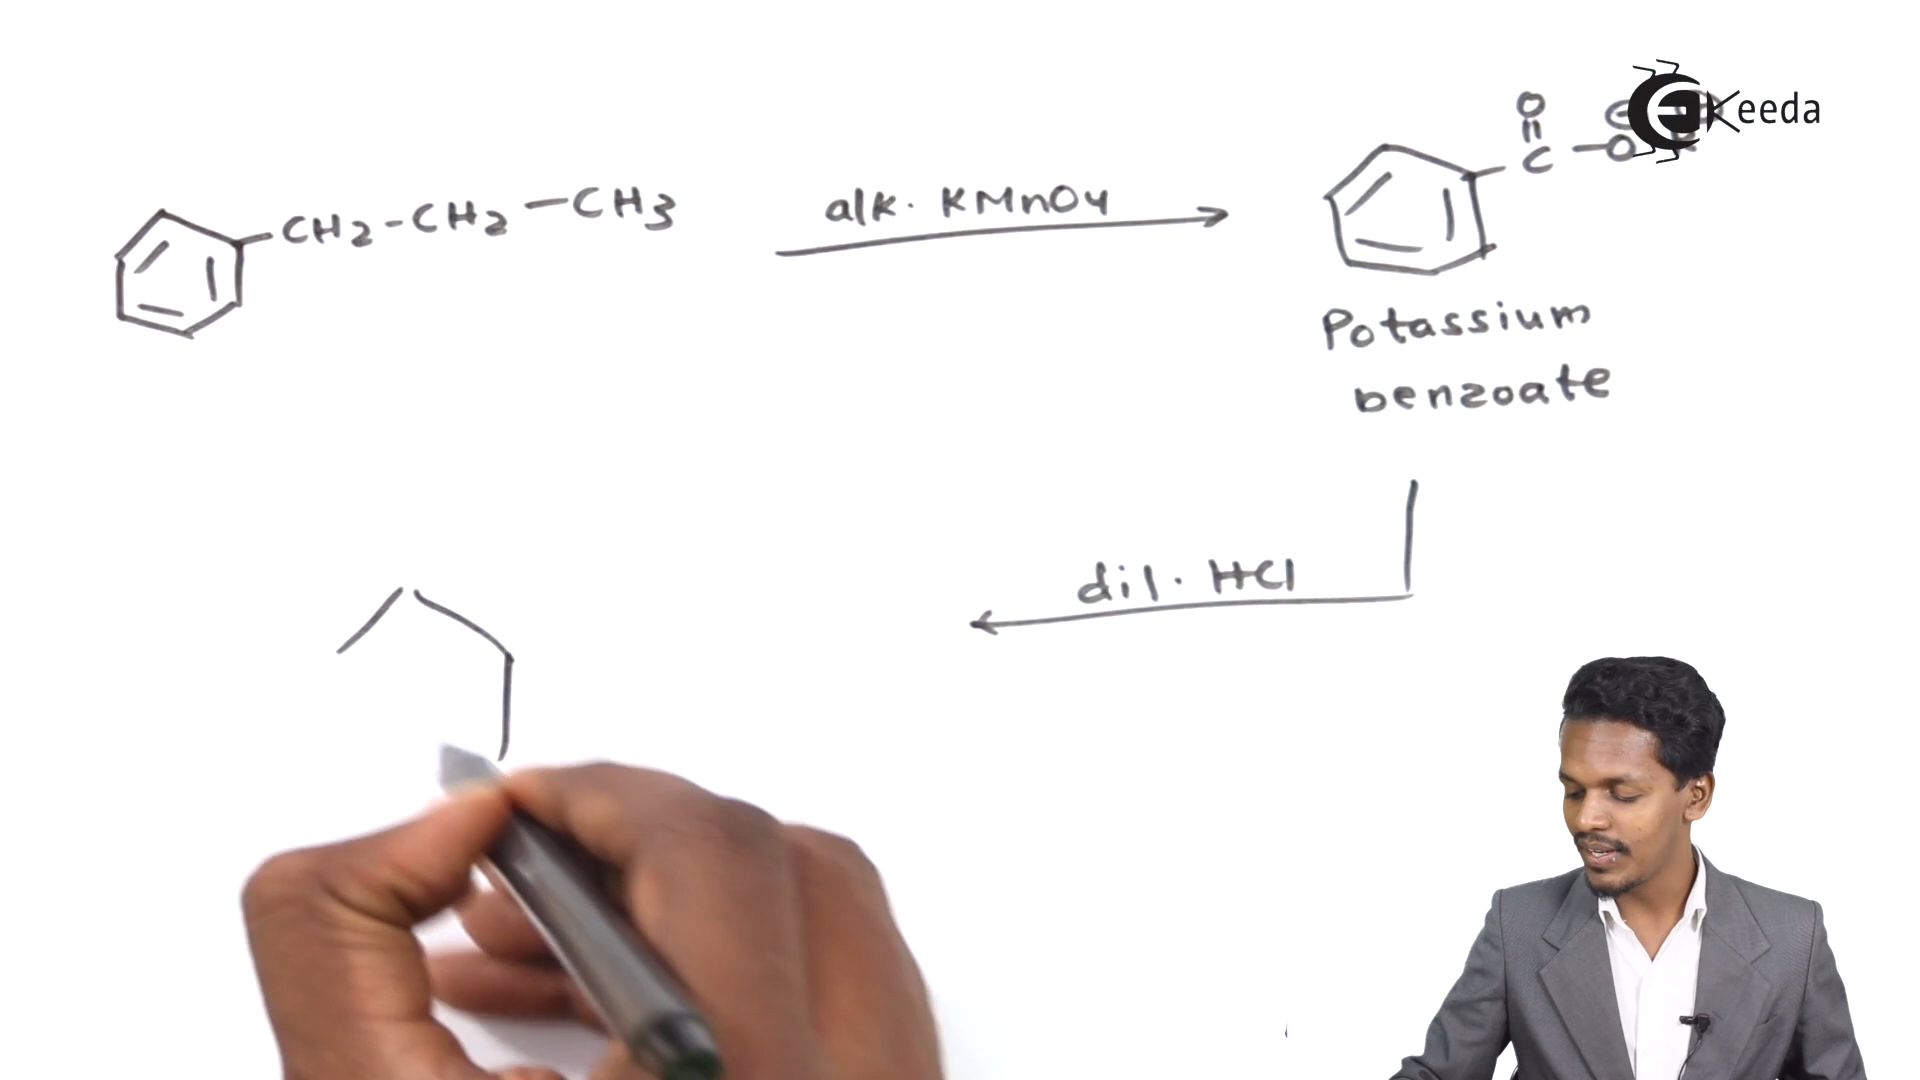 CH2-CH2-CH3
alk. KMnO4
O
C-O
Keeda
Potassium
benzoate
dil. HCl